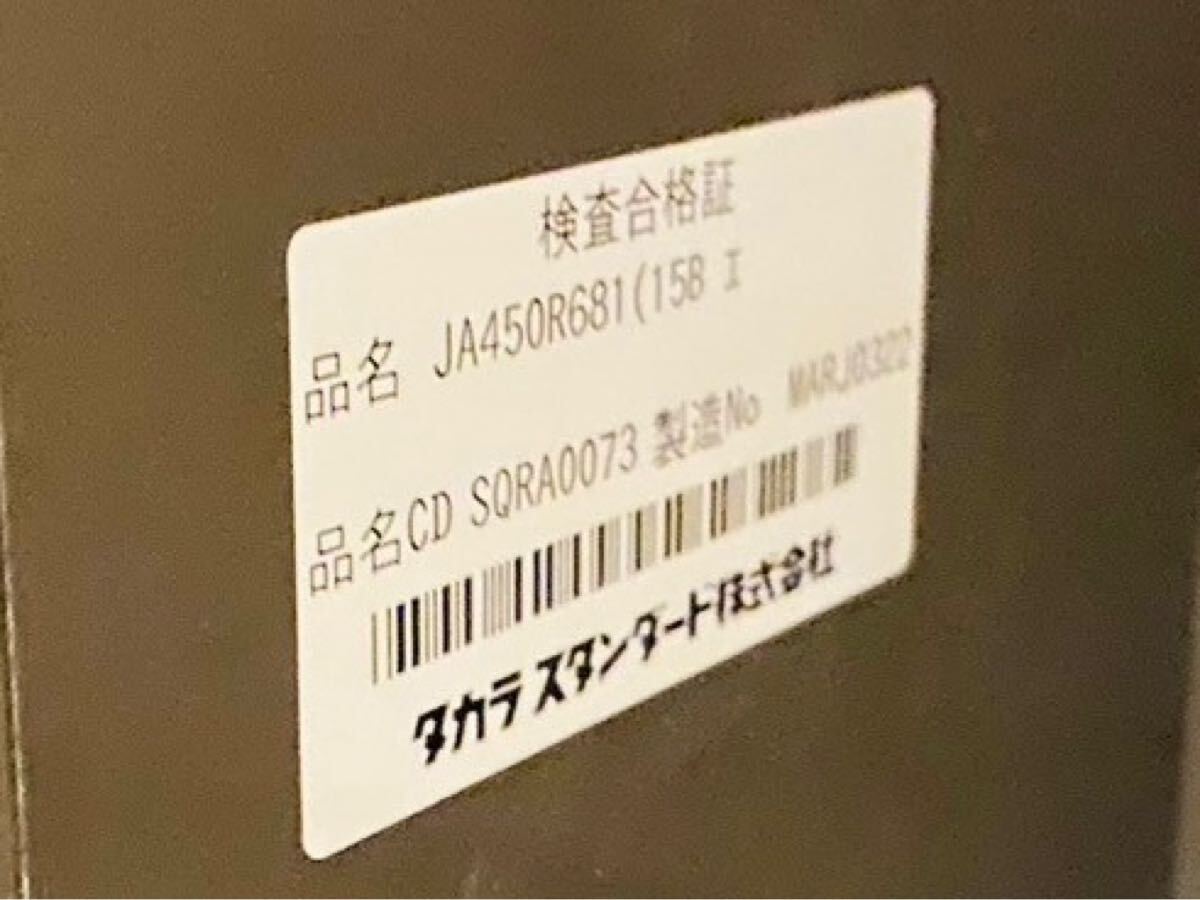 検査合格証
品名 JA450R681(15B I
品名CD SQRA0073 製造No MARJ0322
タカラスタンダード株式会社